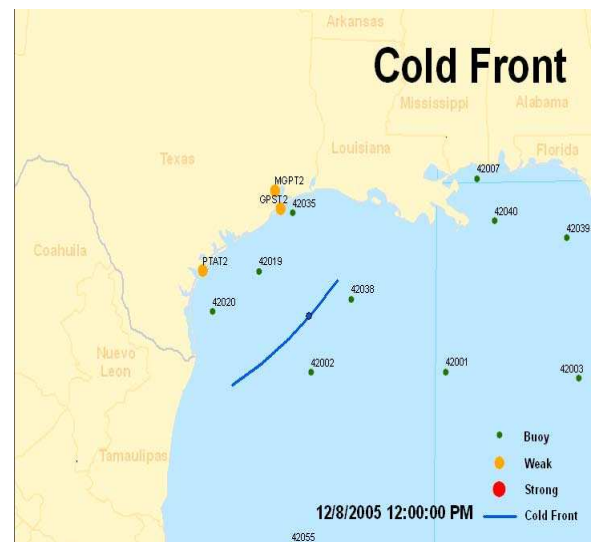 Arkansas
Cold Front
Mississippi
Alabama
Texas
Louisiana
Florida
42007
MGPT2
GPST2
42035
42040
42039
Coahuila
PTAT2
42019
42038
42020
Nuevo
Leon
42002
42001
42003
Tamaulipas
Buoy
Weak
Strong
12/8/2005 12:00:00 PM
Cold Front
42055